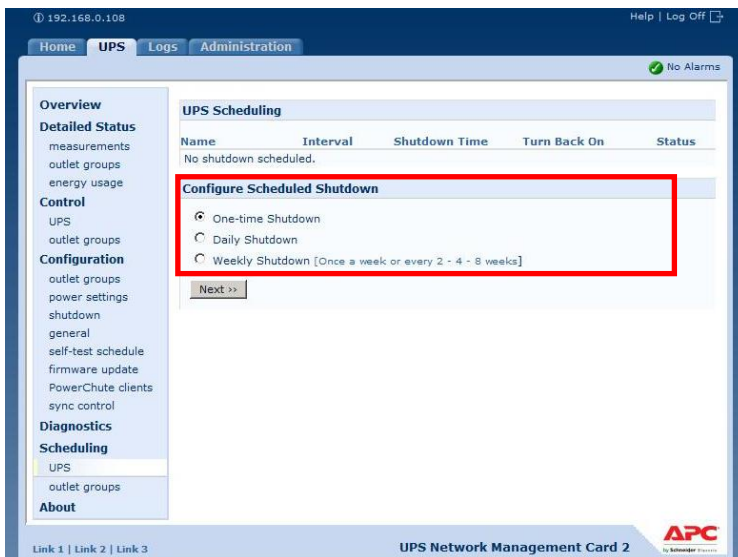 192.168.0.108
Help | Log Off
Home UPS Logs Administration
No Alarms
Overview
Detailed Status
measurements
outlet groups
energy usage
Control
UPS
outlet groups
Configuration
outlet groups
power settings
shutdown
general
self-test schedule
firmware update
PowerChute clients
sync control
Diagnostics
Scheduling
UPS
outlet groups
About
UPS Scheduling
Name Interval Shutdown Time Turn Back On Status
No shutdown scheduled.
Configure Scheduled Shutdown
One-time Shutdown
Daily Shutdown
Weekly Shutdown [Once a week or every 2 - 4 - 8 weeks]
Next >>
Link 1 | Link 2 | Link 3
UPS Network Management Card 2
APC
by Schneider Electric